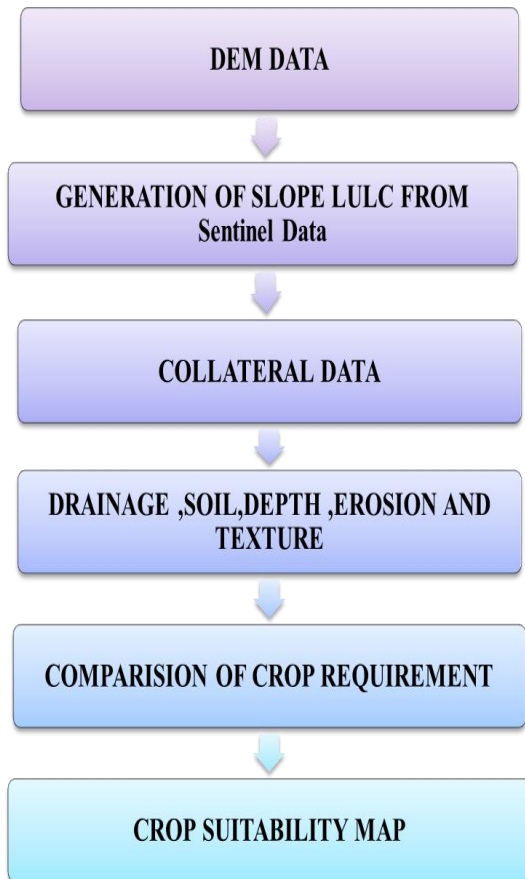 DEM DATA
GENERATION OF SLOPE LULC FROM
Sentinel Data
COLLATERAL DATA
DRAINAGE ,SOIL,DEPTH ,EROSION AND
TEXTURE
COMPARISION OF CROP REQUIREMENT
CROP SUITABILITY MAP